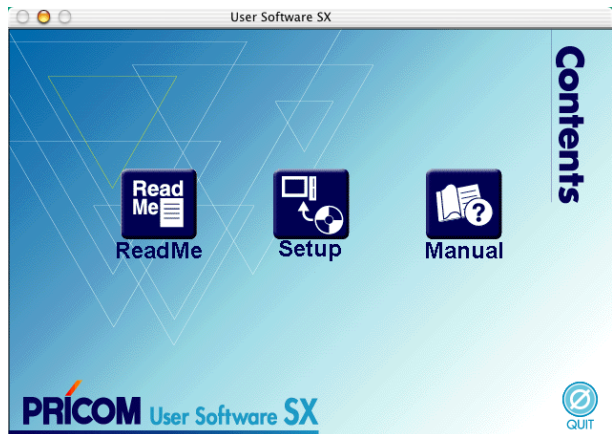 User Software SX
Contents
Read
Me
ReadMe
Setup
Manual
PRICOM User Software SX
QUIT